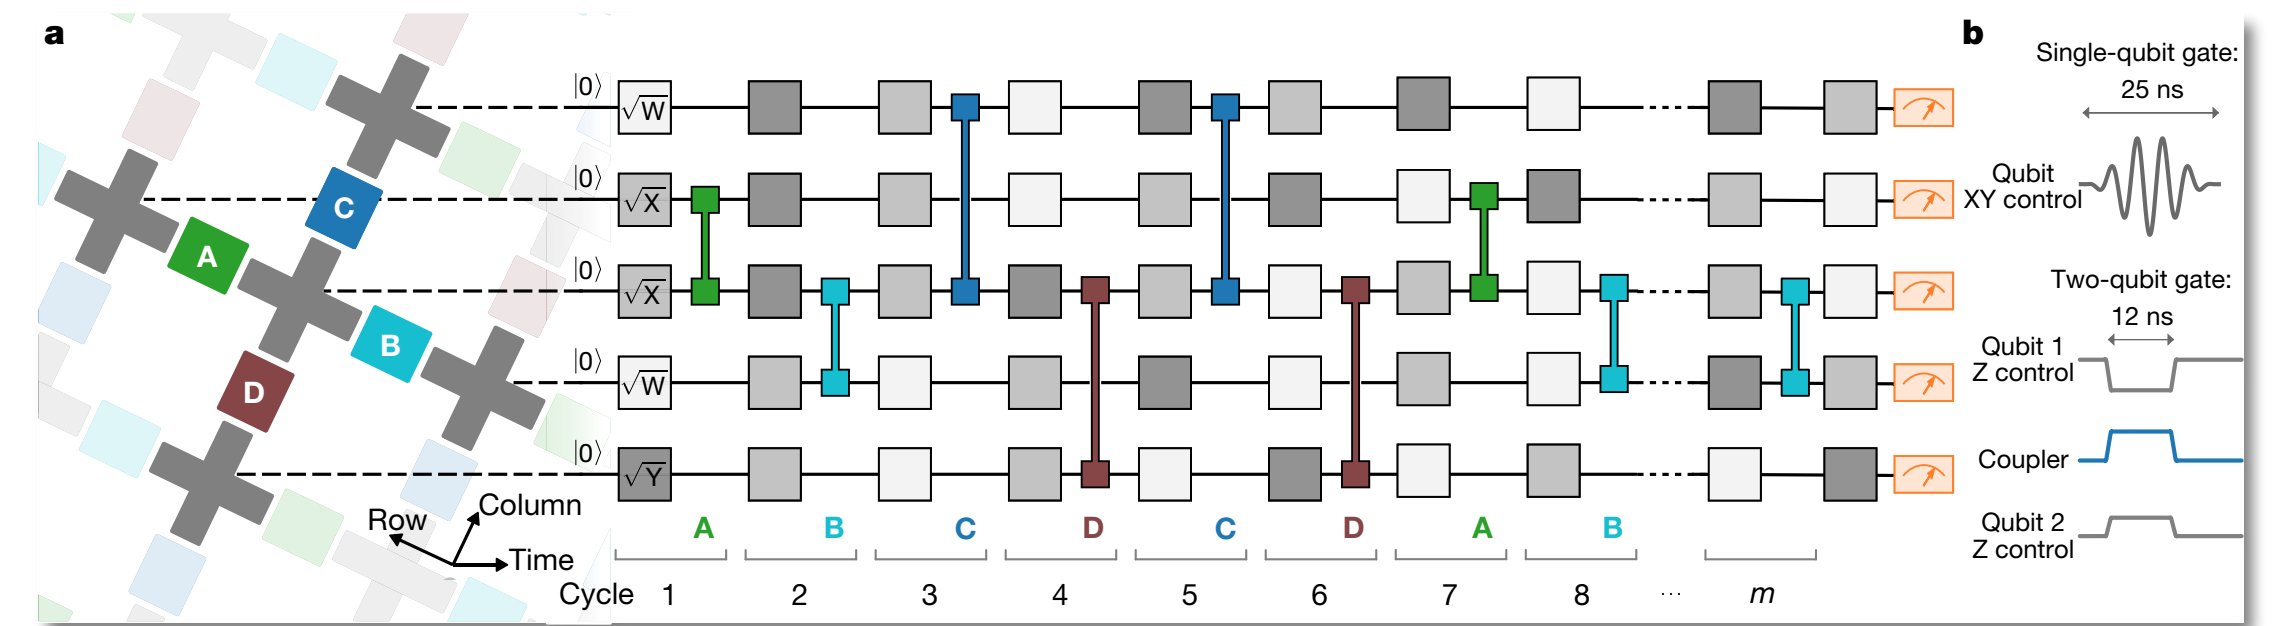 a
|0⟩
√W
|0⟩
√X
|0⟩
√X
|0⟩
√W
|0⟩
√Y
C
A
B
D
Row
Column
Time
A B C D C D A B
Cycle 1 2 3 4 5 6 7 8 ... m
b
Single-qubit gate:
25 ns
Qubit
XY control
Two-qubit gate:
12 ns
Qubit 1
Z control
Coupler
Qubit 2
Z control